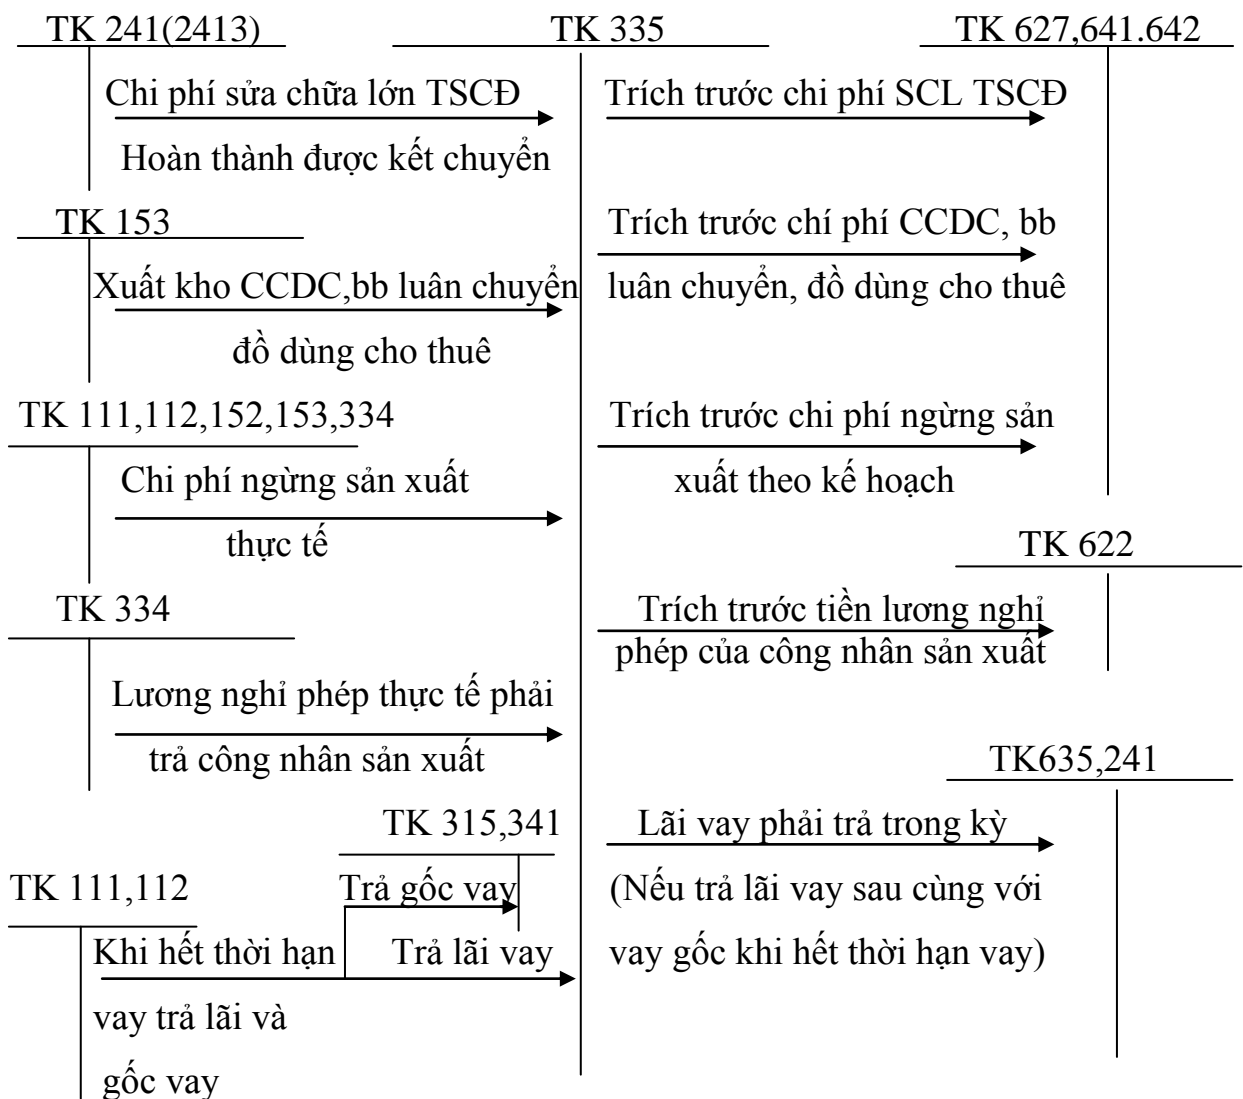 TK 241(2413)
TK 335
TK 627,641.642
Chi phí sửa chữa lớn TSCĐ
Trích trước chi phí SCL TSCĐ
Hoàn thành được kết chuyển
TK 153
Trích trước chí phí CCDC, bb
Xuất kho CCDC,bb luân chuyển
luân chuyển, đồ dùng cho thuê
đồ dùng cho thuê
TK 111,112,152,153,334
Trích trước chi phí ngừng sản
Chi phí ngừng sản xuất
xuất theo kế hoạch
thực tế
TK 622
TK 334
Trích trước tiền lương nghỉ
phép của công nhân sản xuất
Lương nghỉ phép thực tế phải
trả công nhân sản xuất
TK635,241
TK 315,341
Lãi vay phải trả trong kỳ
TK 111,112
Trả gốc vay
(Nếu trả lãi vay sau cùng với
Khi hết thời hạn
Trả lãi vay
vay gốc khi hết thời hạn vay)
vay trả lãi và
gốc vay